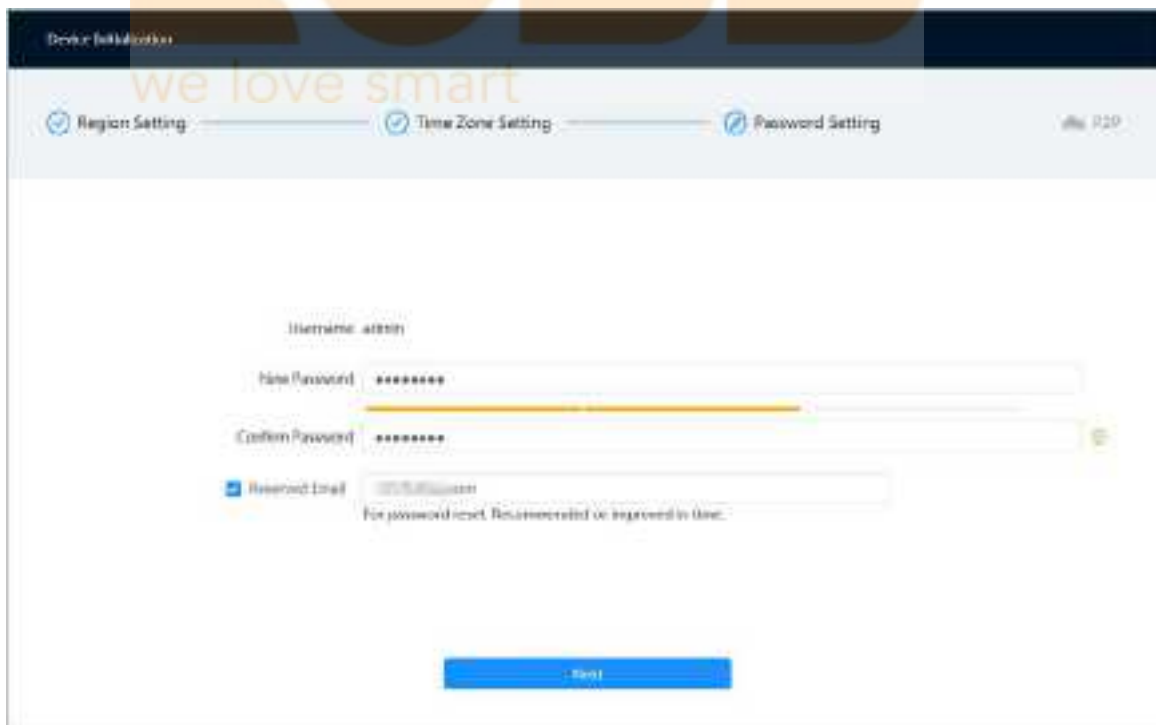 Device Initialization
we love smart
Region Setting
Time Zone Setting
Password Setting
P2P
Username admin
New Password
Confirm Password
Reserved Email
For password reset. Recommended or improved in time.
Next